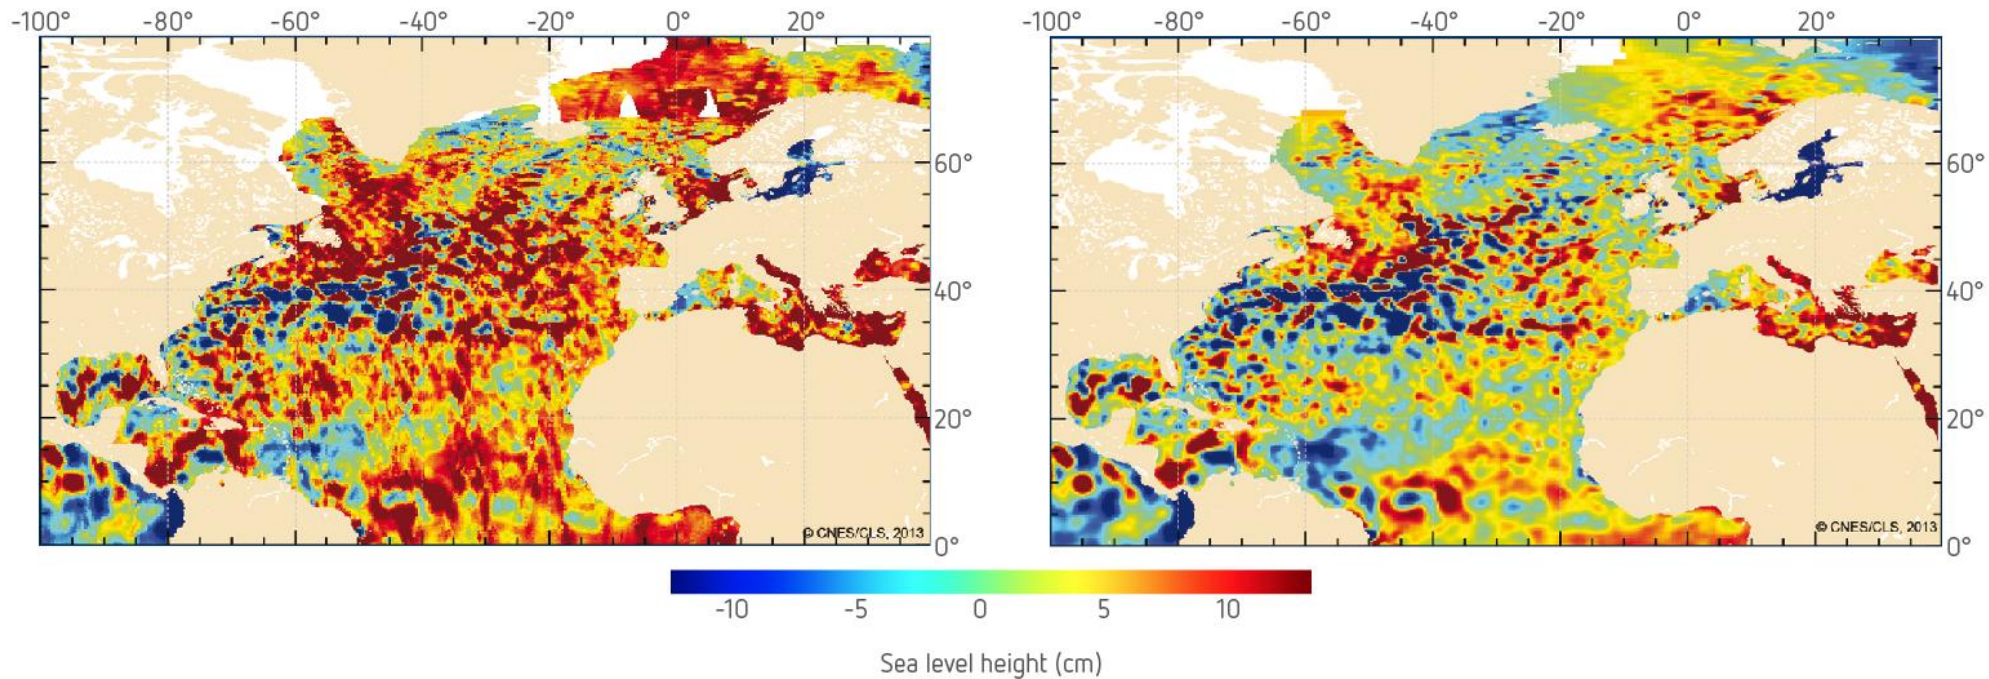 -100° -80° -60° -40° -20° 0° 20°
-100° -80° -60° -40° -20° 0° 20°
60° 60°
40° 40°
20° 20°
© CNES/CLS, 2013
© CNES/CLS, 2013
0° 0°
-10 -5 0 5 10
Sea level height (cm)